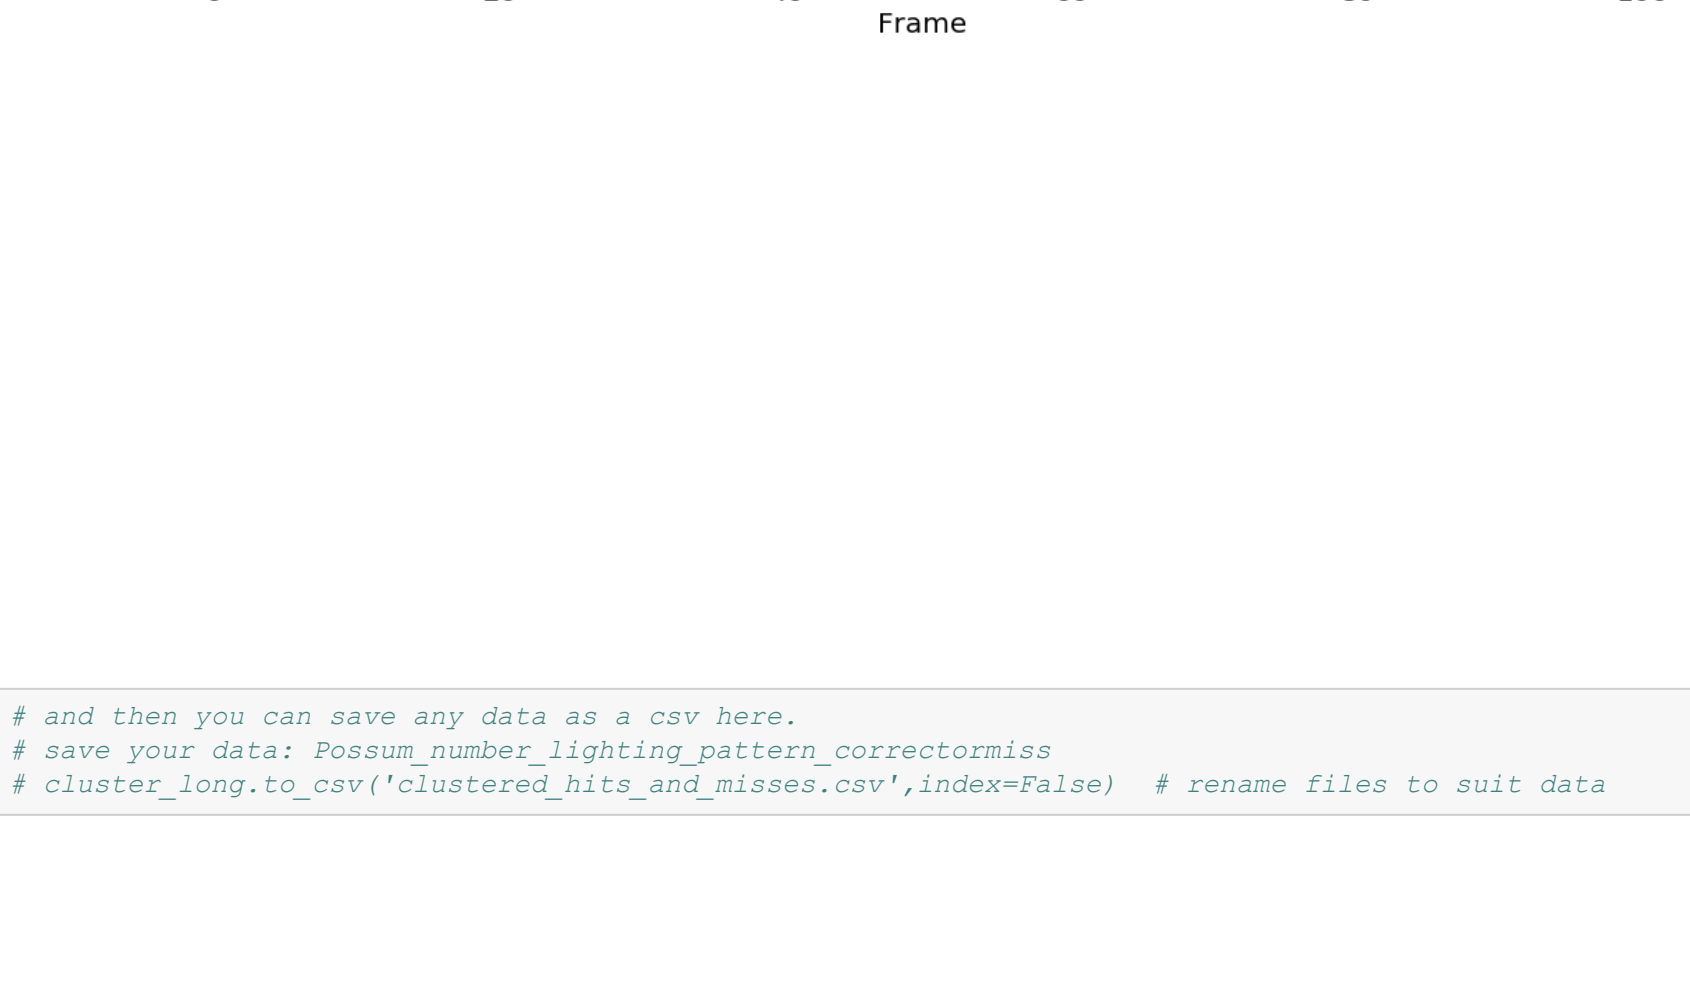 Frame
# and then you can save any data as a csv here.
# save your data: Possum_number_lighting_pattern_correctormiss
# cluster_long.to_csv('clustered_hits_and_misses.csv',index=False)  # rename files to suit data